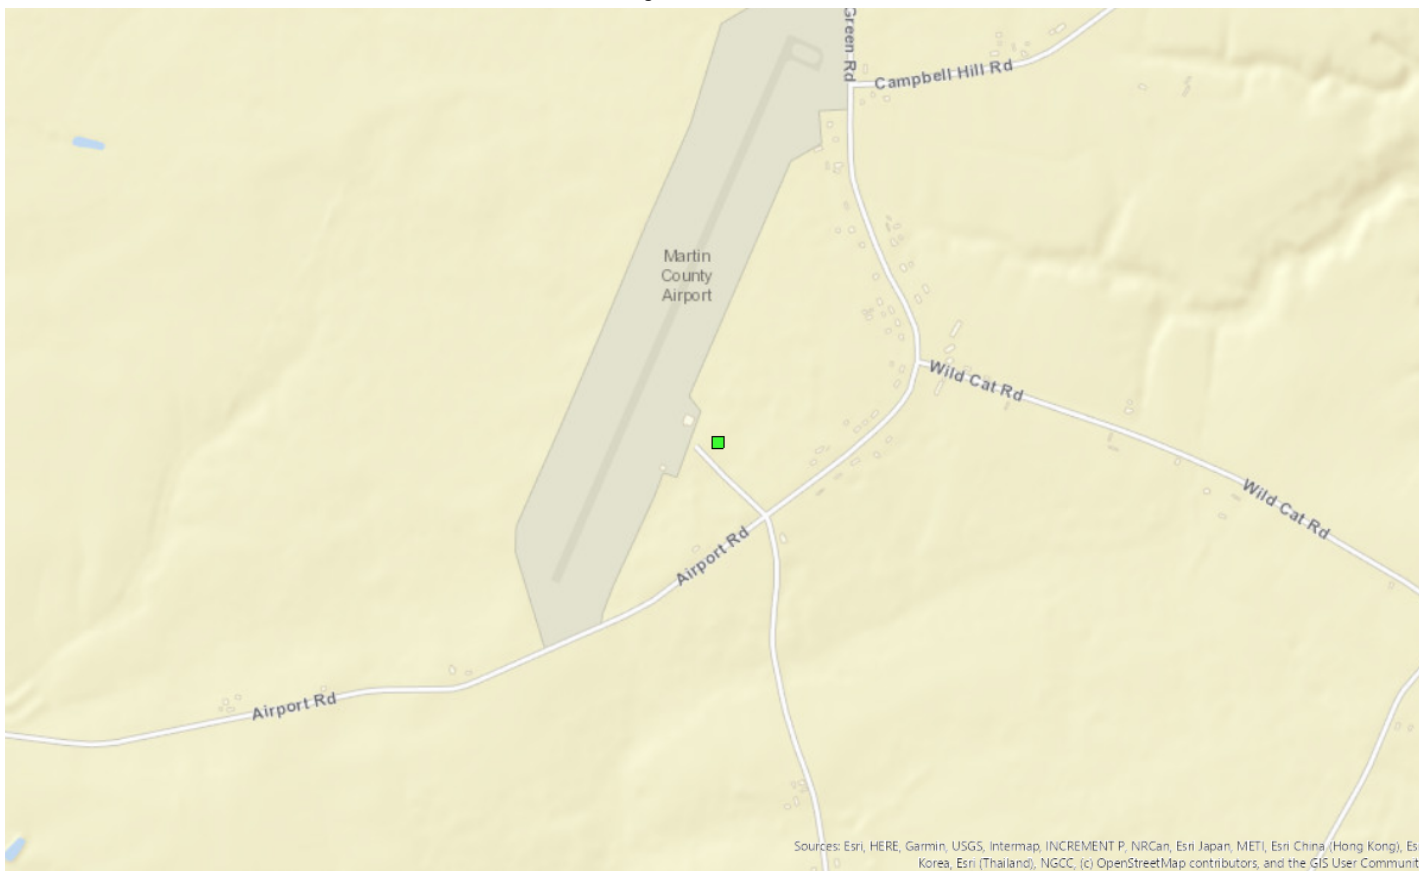 Green Rd
Campbell Hill Rd
Martin
County
Airport
Wild Cat Rd
Wild Cat Rd
Airport Rd
Airport Rd
Sources: Esri, HERE, Garmin, USGS, Intermap, INCREMENT P, NRCan, Esri Japan, METI, Esri China (Hong Kong), Es
Korea, Esri (Thailand), NGCC, (c) OpenStreetMap contributors, and the GIS User Communit